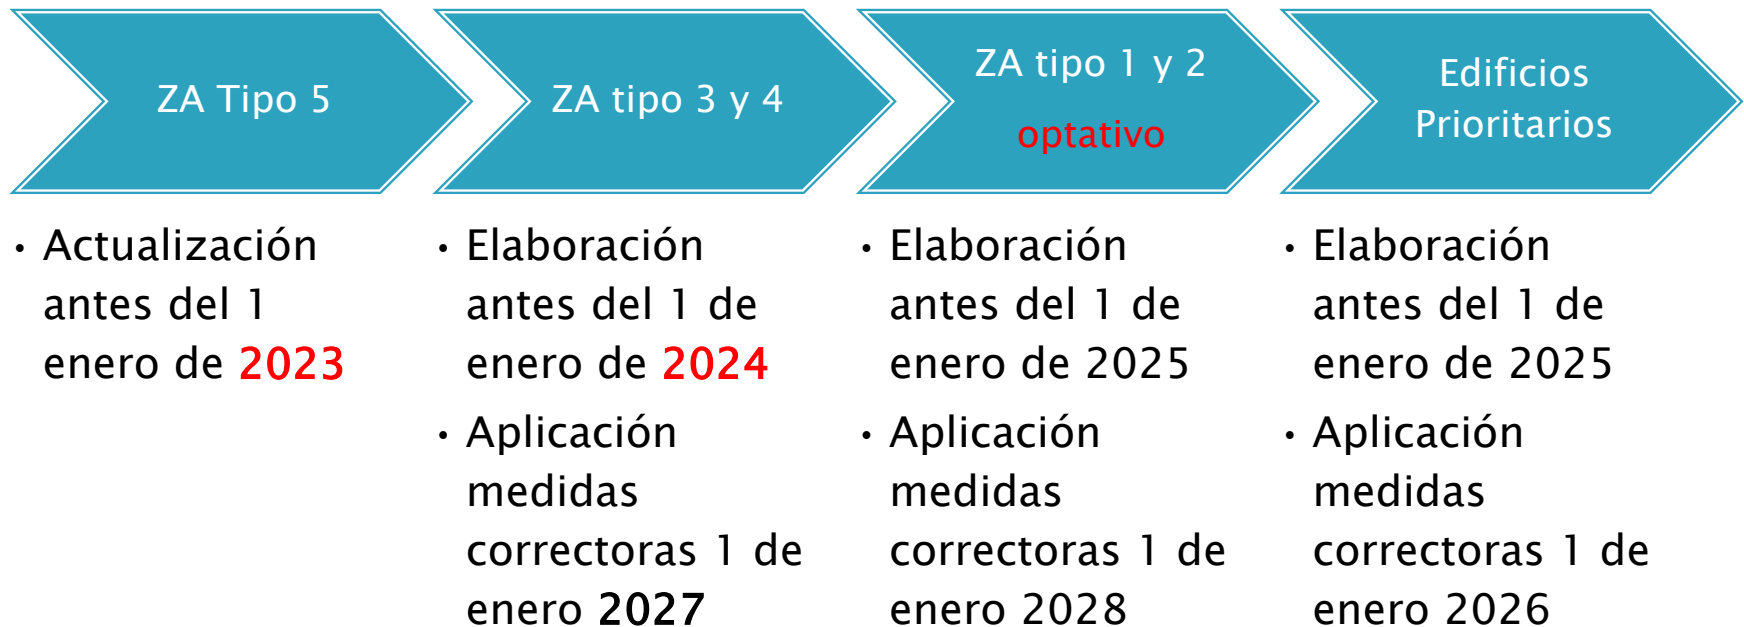 ZA Tipo 5
ZA tipo 3 y 4
ZA tipo 1 y 2
optativo
Edificios
Prioritarios
• Actualización
antes del 1
enero de 2023
• Elaboración
antes del 1 de
enero de 2024
• Aplicación
medidas
correctoras 1 de
enero 2027
• Elaboración
antes del 1 de
enero de 2025
• Aplicación
medidas
correctoras 1 de
enero 2028
• Elaboración
antes del 1 de
enero de 2025
• Aplicación
medidas
correctoras 1 de
enero 2026